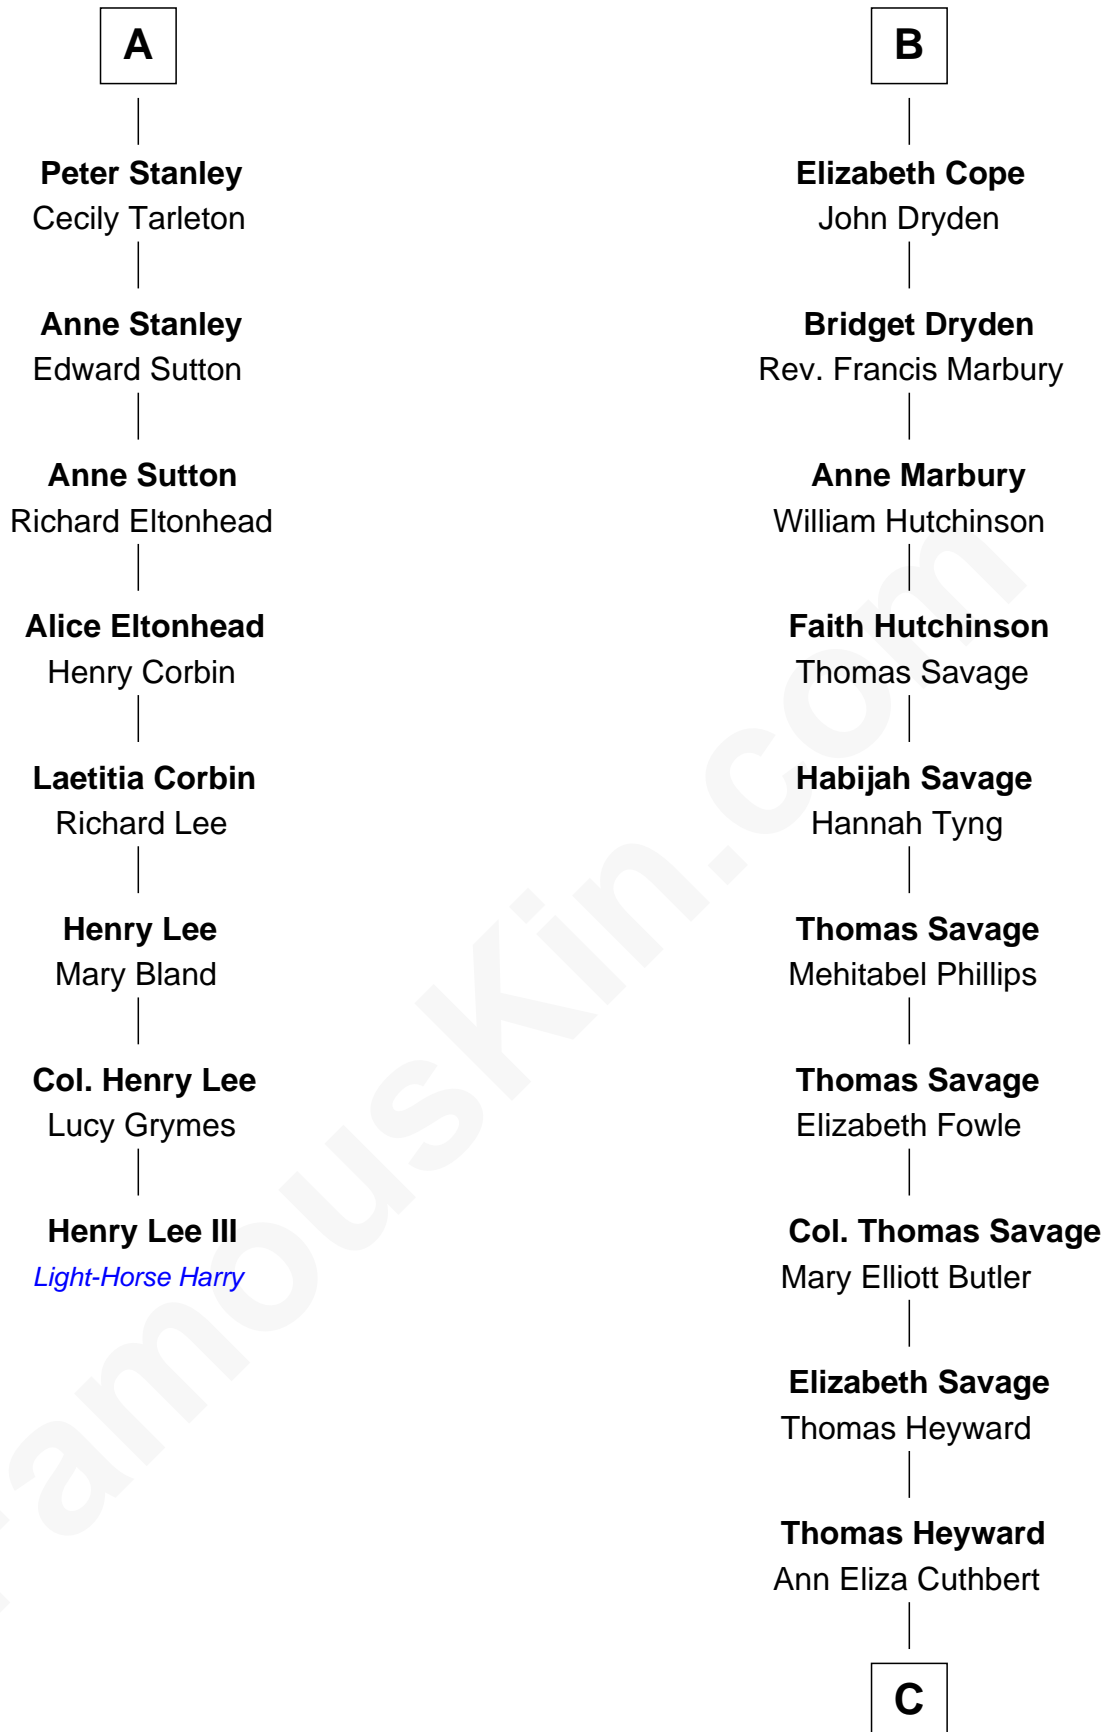 A
Peter Stanley
Cecily Tarleton
Anne Stanley
Edward Sutton
Anne Sutton
Richard Eltonhead
Alice Eltonhead
Henry Corbin
Laetitia Corbin
Richard Lee
Henry Lee
Mary Bland
Col. Henry Lee
Lucy Grymes
Henry Lee III
Light-Horse Harry
B
Elizabeth Cope
John Dryden
Bridget Dryden
Rev. Francis Marbury
Anne Marbury
William Hutchinson
Faith Hutchinson
Thomas Savage
Habijah Savage
Hannah Tyng
Thomas Savage
Mehitabel Phillips
Thomas Savage
Elizabeth Fowle
Col. Thomas Savage
Mary Elliott Butler
Elizabeth Savage
Thomas Heyward
Thomas Heyward
Ann Eliza Cuthbert
C
FamousKin.com